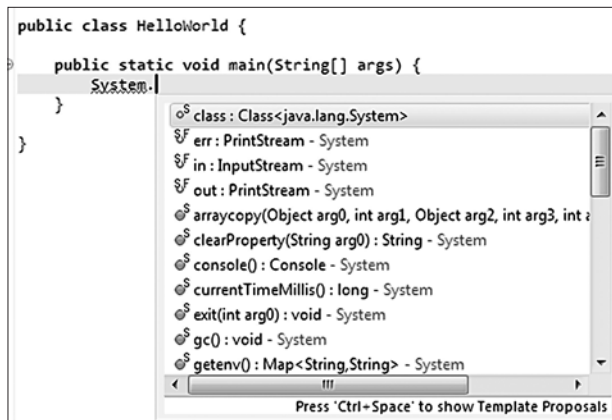 public class HelloWorld {
public static void main(String[] args) {
System.
}
}
class : Class<java.lang.System>
err : PrintStream - System
in : InputStream - System
out : PrintStream - System
arraycopy(Object arg0, int arg1, Object arg2, int arg3, int a
clearProperty(String arg0) : String - System
console() : Console - System
currentTimeMillis() : long - System
exit(int arg0) : void - System
gc() : void - System
getenv() : Map<String,String> - System
Press 'Ctrl+Space' to show Template Proposals